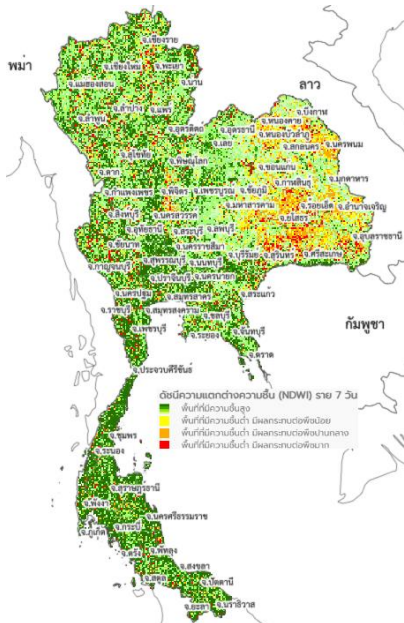 จ.เชียงราย
พม่า
จ.เชียงใหม่
จ.พะเยา
ลาว
จ.แม่ฮ่องสอน
จ.น่าน
จ.ลำปาง
จ.แพร่
จ.บึงกาฬ
จ.ลำพูน
จ.อุตรดิตถ์
จ.อุดรธานี
จ.หนองคาย
จ.เลย
จ.หนองบัวลำภู
จ.นครพนม
จ.สุโขทัย
จ.สกลนคร
จ.พิษณุโลก
จ.ตาก
จ.ขอนแก่น
จ.มุกดาหาร
จ.กำแพงเพชร
จ.พิจิตร
จ.เพชรบูรณ์
จ.ชัยภูมิ
จ.กาฬสินธุ์
จ.สิงหบุรี
จ.นครสวรรค์
จ.มหาสารคาม
จ.ร้อยเอ็ด
จ.อำนาจเจริญ
จ.อุทัยธานี
จ.สระบุรี
จ.ลพบุรี
จ.ยโสธร
จ.ชัยนาท
จ.นครราชสีมา
จ.บุรีรัมย์
จ.สุรินทร์
จ.ศรีสะเกษ
จ.อุบลราชธานี
จ.กาญจนบุรี
จ.สุพรรณบุรี
จ.นนทบุรี
จ.ปราจีนบุรี
จ.นครนายก
จ.นครปฐม
จ.สมุทรสาคร
จ.สระแก้ว
จ.ราชบุรี
จ.สมุทรสงคราม
จ.ชลบุรี
กัมพูชา
จ.เพชรบุรี
จ.ระยอง
จ.จันทบุรี
จ.ตราด
จ.ประจวบคีรีขันธ์
ดัชนีความแตกต่างความชื้น (NDWI) ราย 7 วัน
พื้นที่ที่มีความชื้นสูง
พื้นที่ที่มีความชื้นต่ำ มีผลกระทบต่อพืชน้อย
พื้นที่ที่มีความชื้นต่ำ มีผลกระทบต่อพืชปานกลาง
พื้นที่ที่มีความชื้นต่ำ มีผลกระทบต่อพืชมาก
จ.ชุมพร
จ.ระนอง
จ.สุราษฎร์ธานี
จ.พังงา
จ.นครศรีธรรมราช
จ.กระบี่
จ.ภูเก็ต
จ.ตรัง
จ.พัทลุง
จ.สงขลา
จ.สตูล
จ.ปัตตานี
จ.ยะลา
จ.นราธิวาส